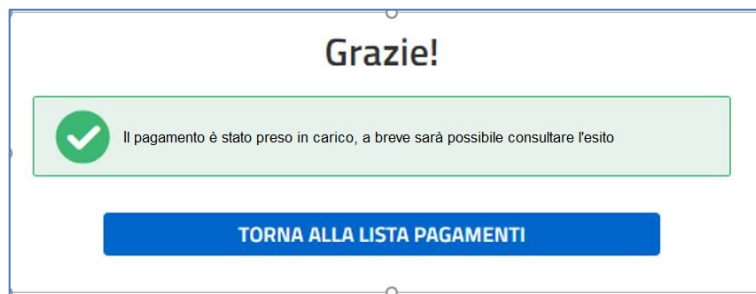 Grazie!
Il pagamento è stato preso in carico, a breve sarà possibile consultare l'esito
TORNA ALLA LISTA PAGAMENTI